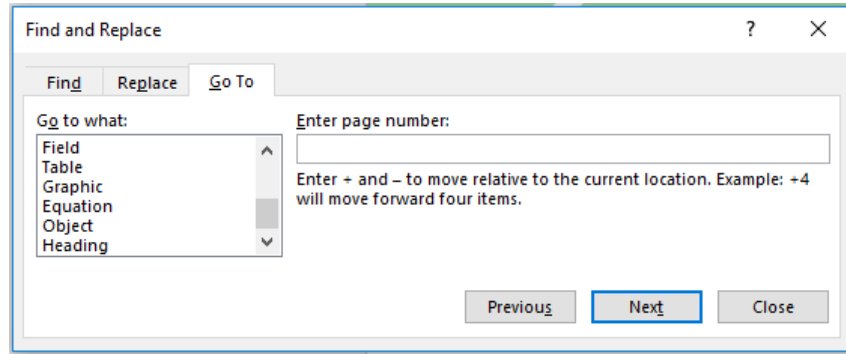 Find and Replace
?
Find
Replace
Go To
Go to what:
Field
Table
Graphic
Equation
Object
Heading
Enter page number:
Enter + and – to move relative to the current location. Example: +4
will move forward four items.
Previous
Next
Close